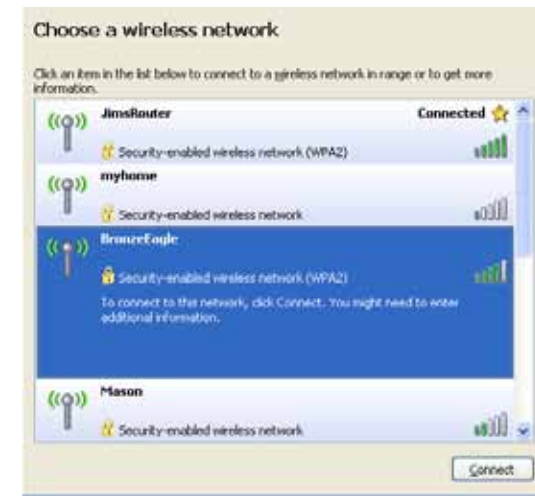 Choose a wireless network
Click an item in the list below to connect to a wireless network in range or to get more
information.
JimsRouter Connected
Security-enabled wireless network (WPA2)
myhome
Security-enabled wireless network
BronzeEagle
Security-enabled wireless network (WPA2)
To connect to this network, click Connect. You might need to enter
additional information.
Mason
Security-enabled wireless network
Connect